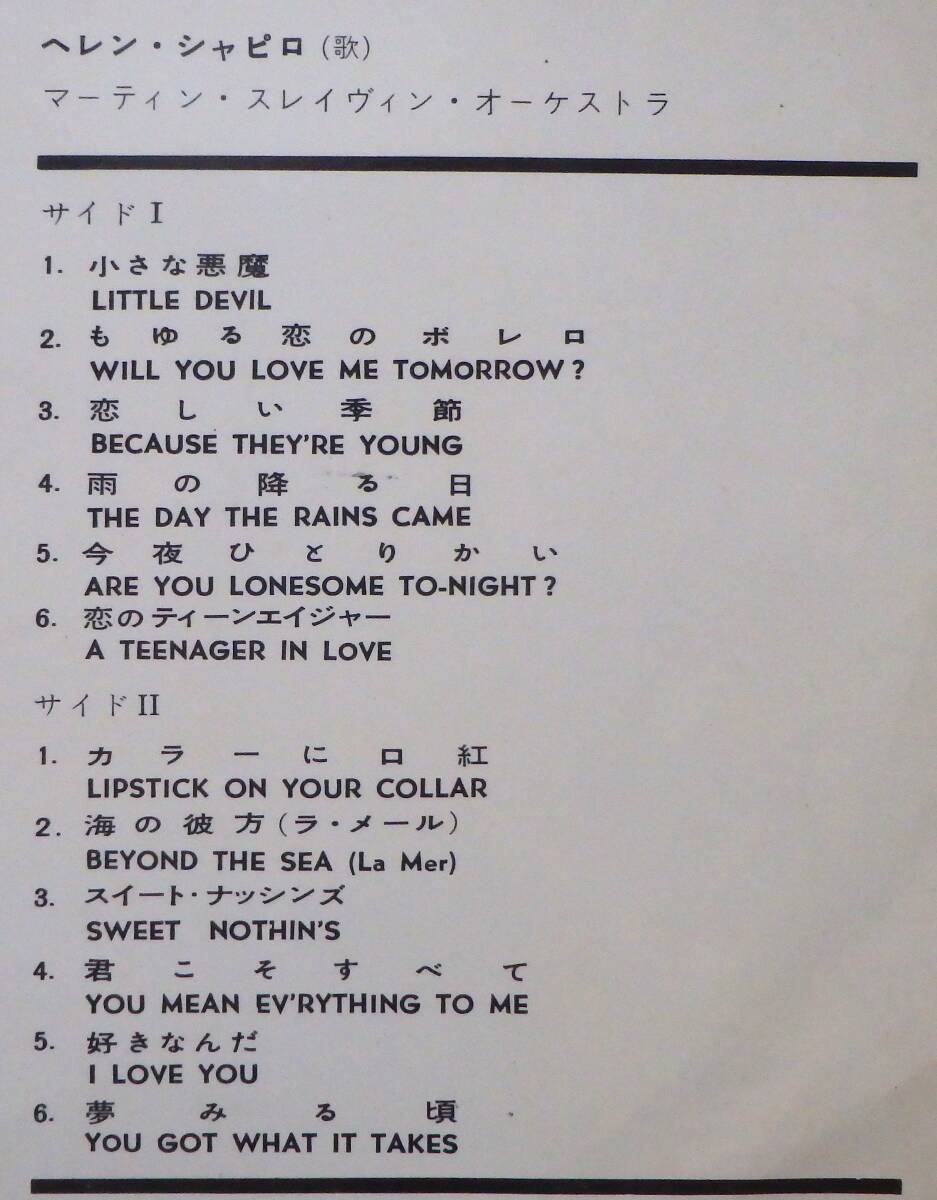 ヘレン・シャピロ(歌)
マーティン・スレイヴィン・オーケストラ
サイド I
1. 小さな悪魔
LITTLE DEVIL
2. もゆる恋のボレロ
WILL YOU LOVE ME TOMORROW?
3. 恋しい季節
BECAUSE THEY'RE YOUNG
4. 雨の降る日
THE DAY THE RAINS CAME
5. 今夜ひとりかい
ARE YOU LONESOME TO-NIGHT?
6. 恋のティーンエイジャー
A TEENAGER IN LOVE
サイド II
1. カラーに口紅
LIPSTICK ON YOUR COLLAR
2. 海の彼方(ラ・メール)
BEYOND THE SEA (La Mer)
3. スイート・ナッシンズ
SWEET NOTHIN'S
4. 君こそすべて
YOU MEAN EV'RYTHING TO ME
5. 好きなんだ
I LOVE YOU
6. 夢みる頃
YOU GOT WHAT IT TAKES